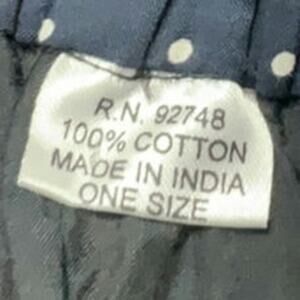 R.N. 92748
100% COTTON
MADE IN INDIA
ONE SIZE